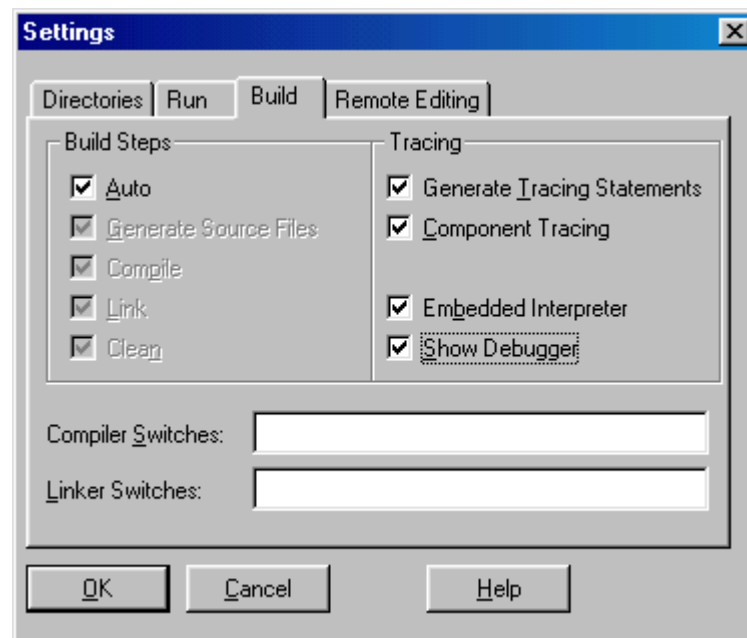 Settings
Directories Run Build Remote Editing
Build Steps
Auto
Generate Source Files
Compile
Link
Clean
Tracing
Generate Tracing Statements
Component Tracing
Embedded Interpreter
Show Debugger
Compiler Switches:
Linker Switches:
OK Cancel Help